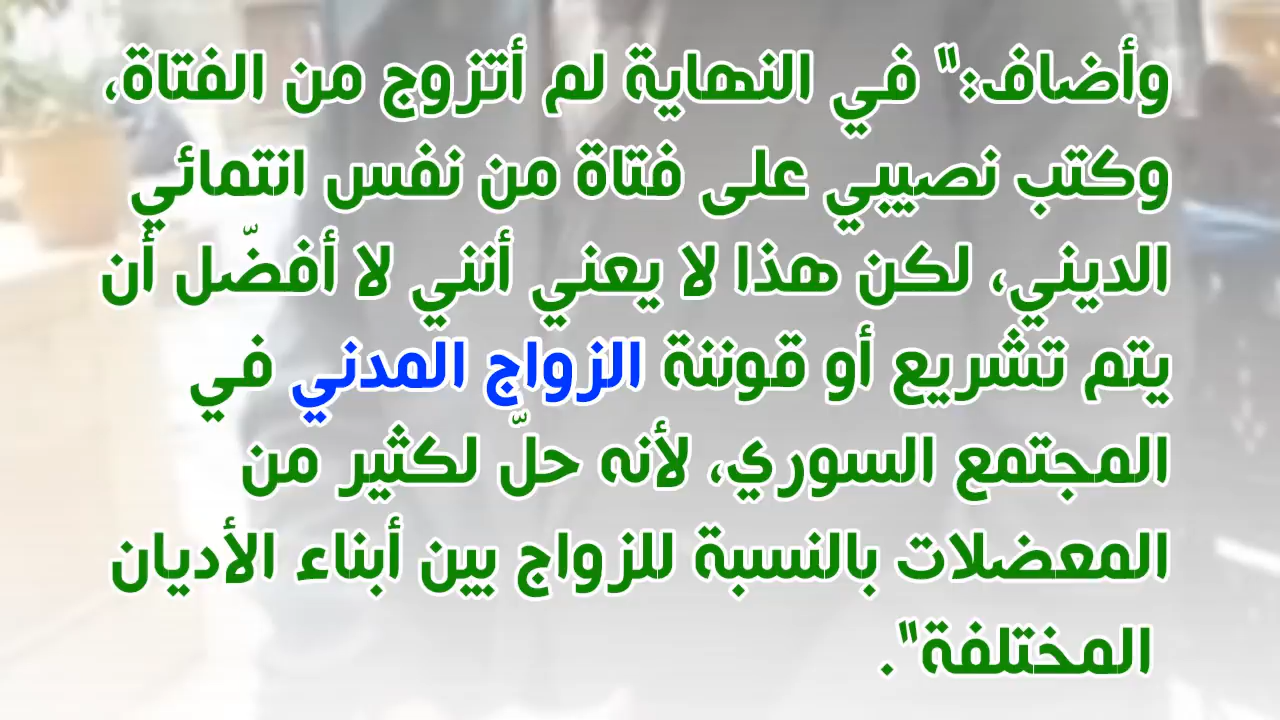 وأضاف:" في النهاية لم أتزوج من الفتاة،
وكتب نصيبي على فتاة من نفس انتمائي
الديني، لكن هذا لا يعني أنني لا أفضّل أن
يتم تشريع أو قوننة الزواج المدني في
المجتمع السوري، لأنه حلّ لكثير من
المعضلات بالنسبة للزواج بين أبناء الأديان
المختلفة".